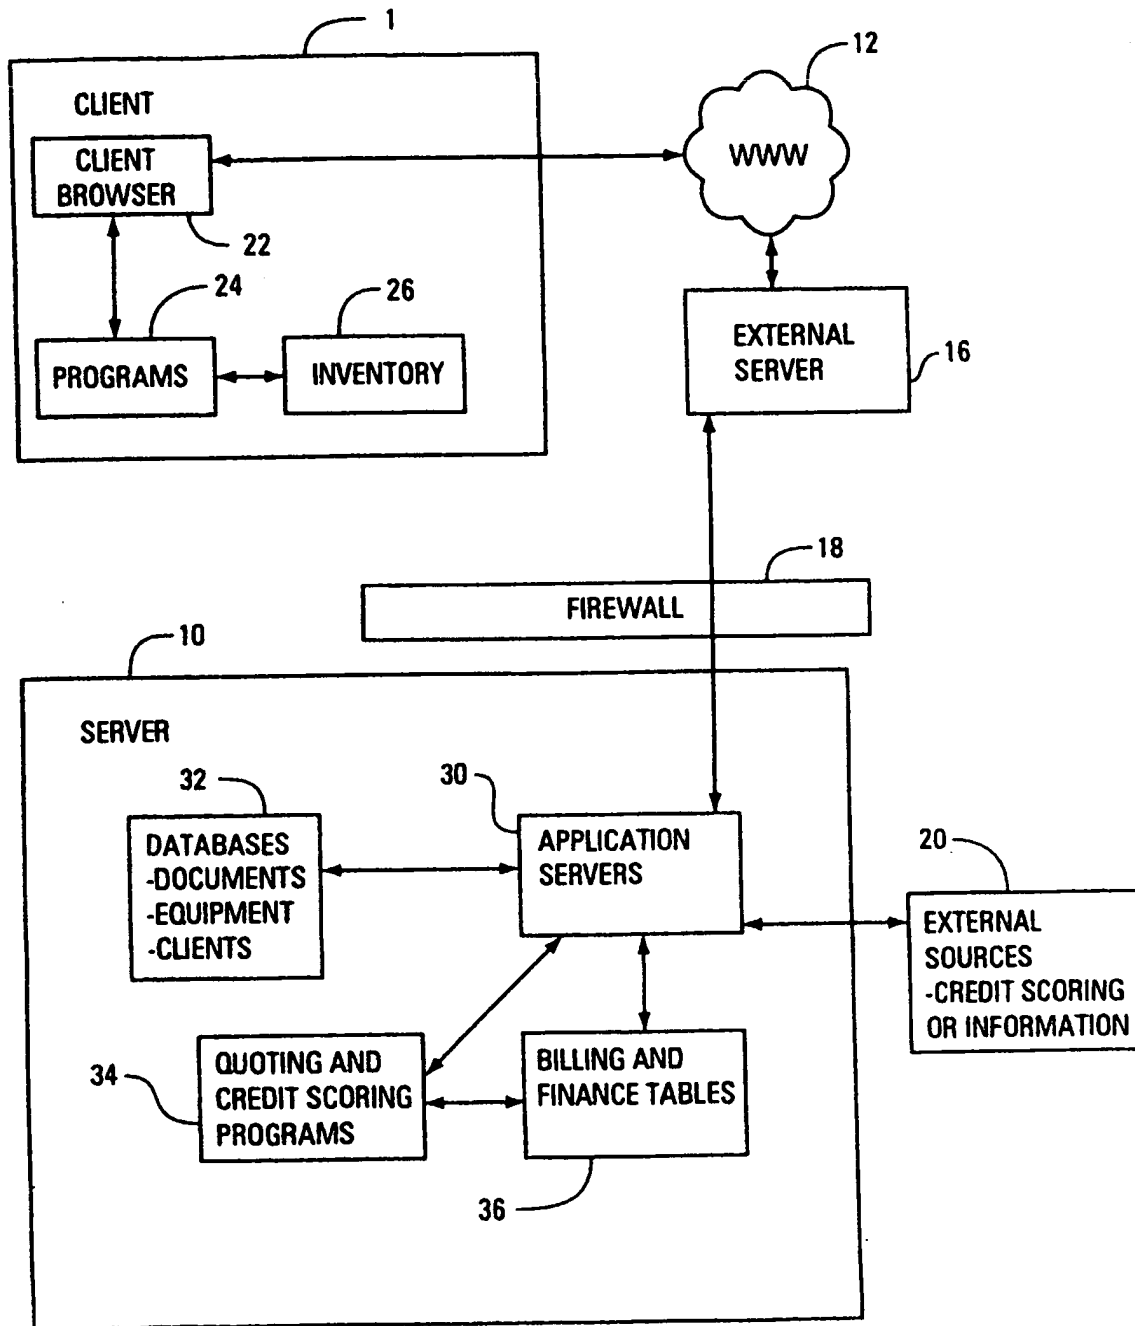 1
12
CLIENT
CLIENT
BROWSER
WWW
22
24
26
PROGRAMS
INVENTORY
EXTERNAL
SERVER
16
18
FIREWALL
10
SERVER
32
30
DATABASES
-DOCUMENTS
-EQUIPMENT
-CLIENTS
APPLICATION
SERVERS
20
EXTERNAL
SOURCES
-CREDIT SCORING
OR INFORMATION
34
QUOTING AND
CREDIT SCORING
PROGRAMS
BILLING AND
FINANCE TABLES
36